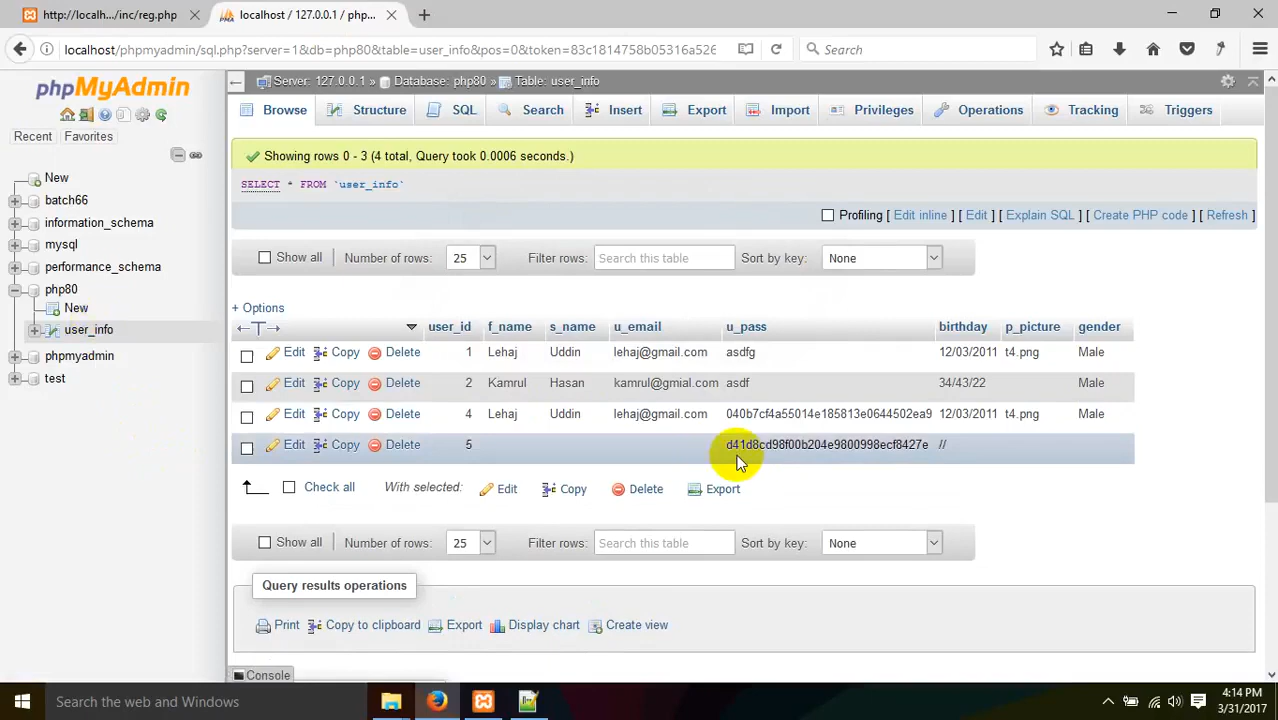 http://localhost/.../inc/reg.php
localhost / 127.0.0.1 / php...
localhost/phpmyadmin/sql.php?server=1&db=php80&table=user_info&pos=0&token=83c1814758b05316a526
Search
phpMyAdmin
Recent
Favorites
New
batch66
information_schema
mysql
performance_schema
php80
New
user_info
phpmyadmin
test
Server: 127.0.0.1 » Database: php80 » Table: user_info
Browse Structure SQL Search Insert Export Import Privileges Operations Tracking Triggers
Showing rows 0 - 3 (4 total, Query took 0.0006 seconds.)
SELECT * FROM `user_info`
Profiling [ Edit inline ] [ Edit ] [ Explain SQL ] [ Create PHP code ] [ Refresh ]
Show all Number of rows: 25 Filter rows: Search this table Sort by key: None
+ Options
user_id f_name s_name u_email u_pass birthday p_picture gender
Edit Copy Delete 1 Lehaj Uddin lehaj@gmail.com asdfg 12/03/2011 t4.png Male
Edit Copy Delete 2 Kamrul Hasan kamrul@gmial.com asdf 34/43/22 Male
Edit Copy Delete 4 Lehaj Uddin lehaj@gmail.com 040b7cf4a55014e185813e0644502ea9 12/03/2011 t4.png Male
Edit Copy Delete 5 d41d8cd98f00b204e9800998ecf8427e //
Check all With selected: Edit Copy Delete Export
Show all Number of rows: 25 Filter rows: Search this table Sort by key: None
Query results operations
Print Copy to clipboard Export Display chart Create view
Console
Search the web and Windows
4:14 PM
3/31/2017